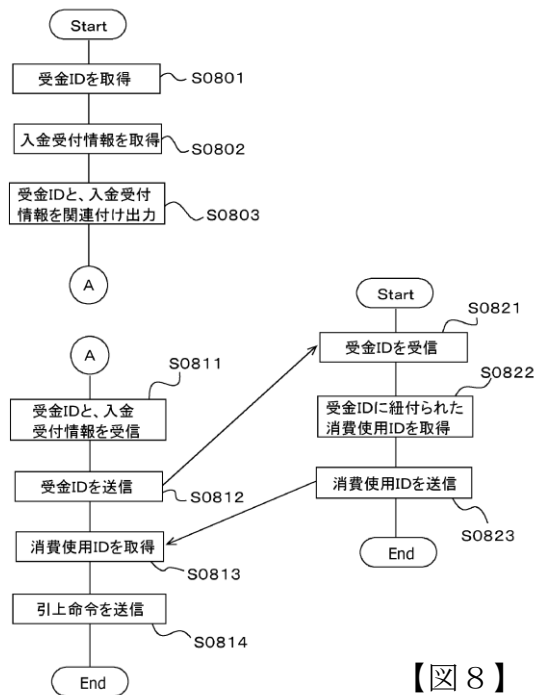 Start
受金IDを取得
S0801
入金受付情報を取得
S0802
受金IDと、入金受付
情報を関連付け出力
S0803
A
A
S0811
受金IDと、入金
受付情報を受信
受金IDを送信
S0812
消費使用IDを取得
S0813
引上命令を送信
S0814
End
Start
S0821
受金IDを受信
S0822
受金IDに紐付られた
消費使用IDを取得
消費使用IDを送信
S0823
End
【図８】